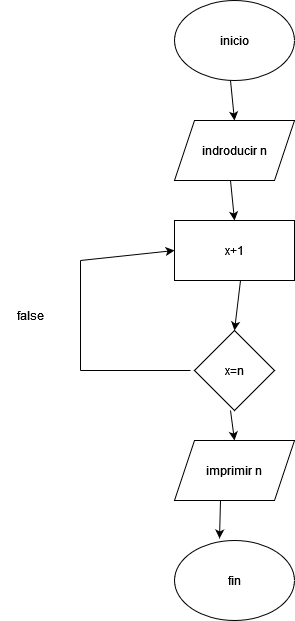 inicio
indroducir n
x+1
false
x=n
imprimir n
fin